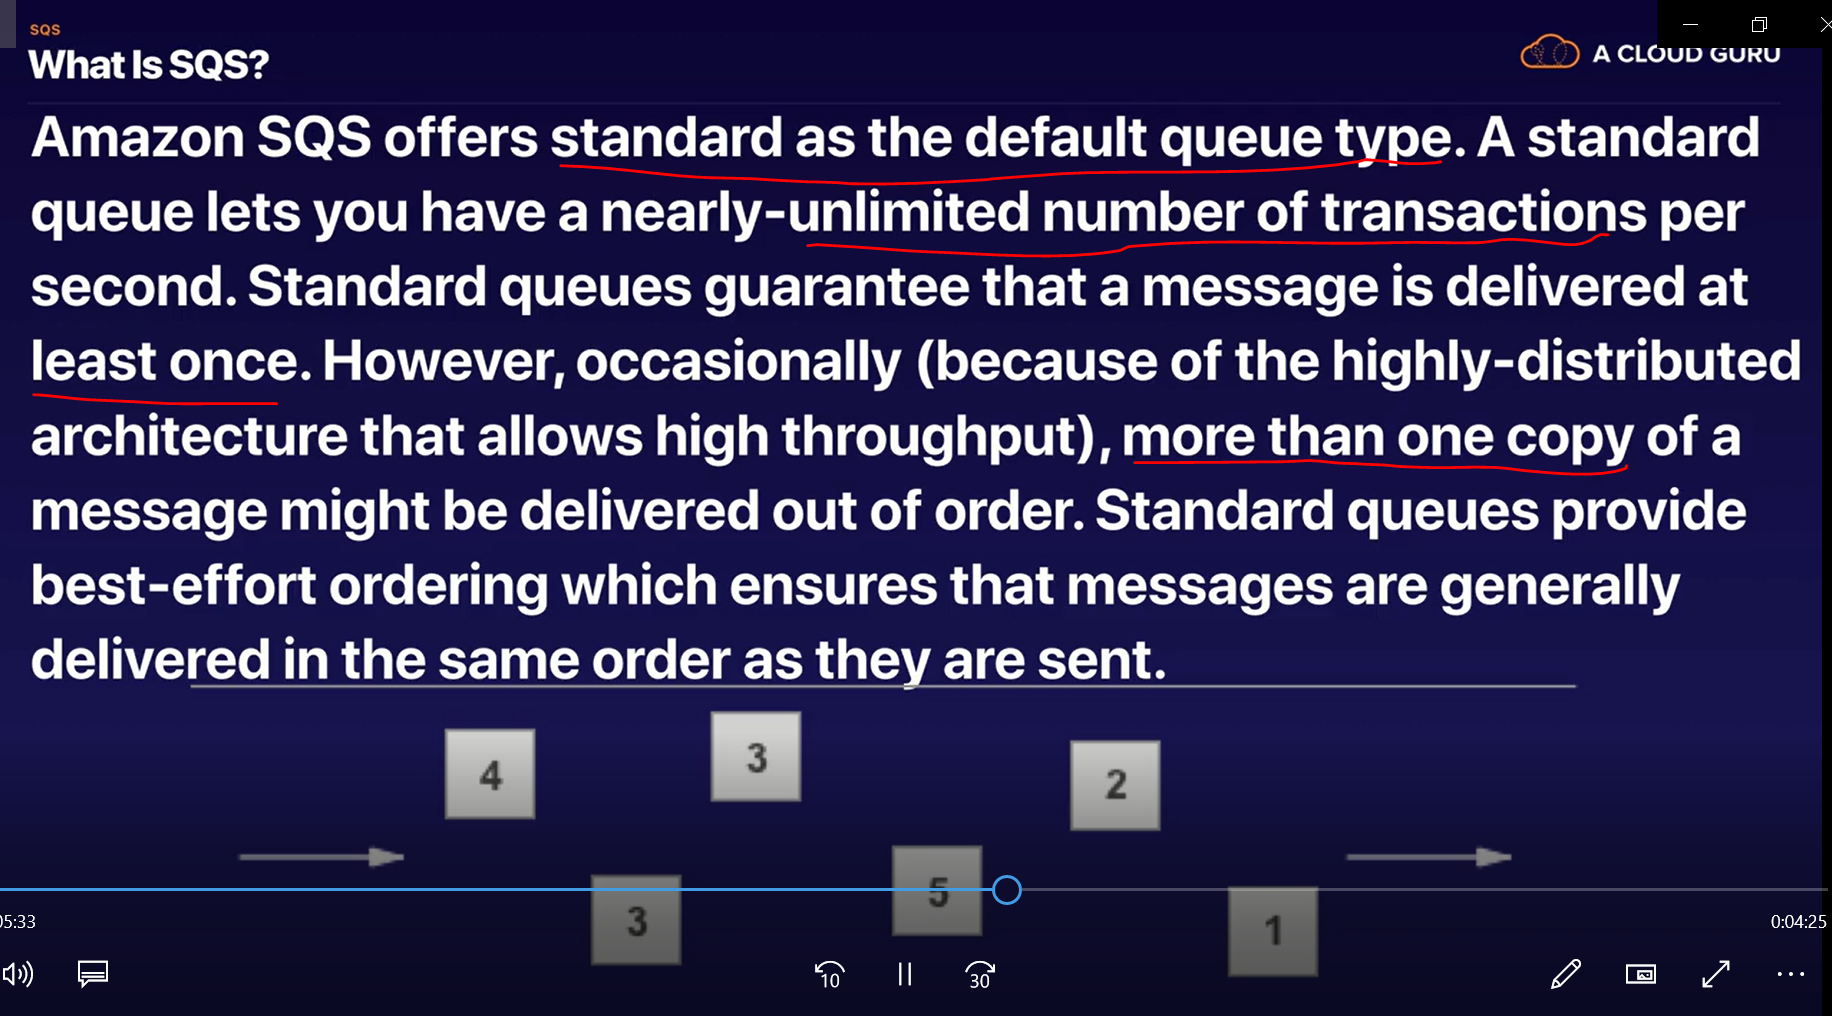 SQS
What Is SQS?
A CLOUD GURU
Amazon SQS offers standard as the default queue type. A standard
queue lets you have a nearly-unlimited number of transactions per
second. Standard queues guarantee that a message is delivered at
least once. However, occasionally (because of the highly-distributed
architecture that allows high throughput), more than one copy of a
message might be delivered out of order. Standard queues provide
best-effort ordering which ensures that messages are generally
delivered in the same order as they are sent.
4
3
2
3
5
1
05:33
0:04:25
10
30